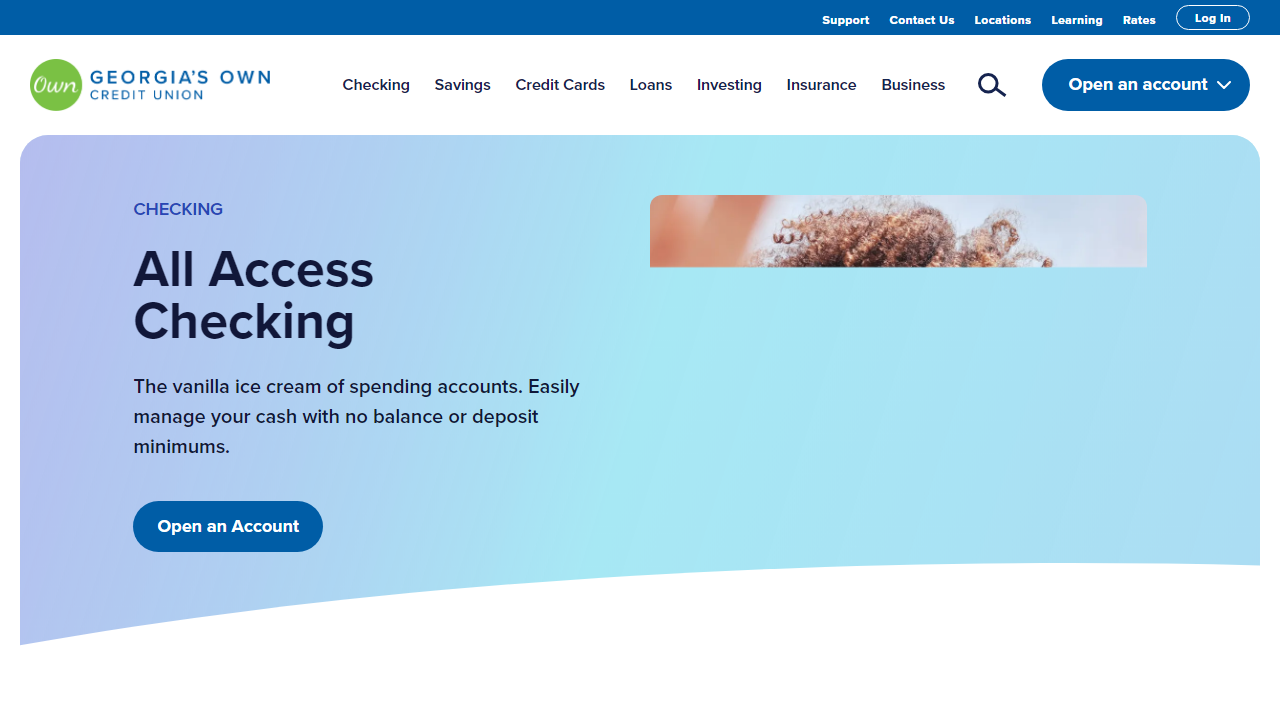 Support Contact Us Locations Learning Rates Log In
Own GEORGIA'S OWN
CREDIT UNION
Checking Savings Credit Cards Loans Investing Insurance Business
Open an account
CHECKING
All Access
Checking
The vanilla ice cream of spending accounts. Easily
manage your cash with no balance or deposit
minimums.
Open an Account